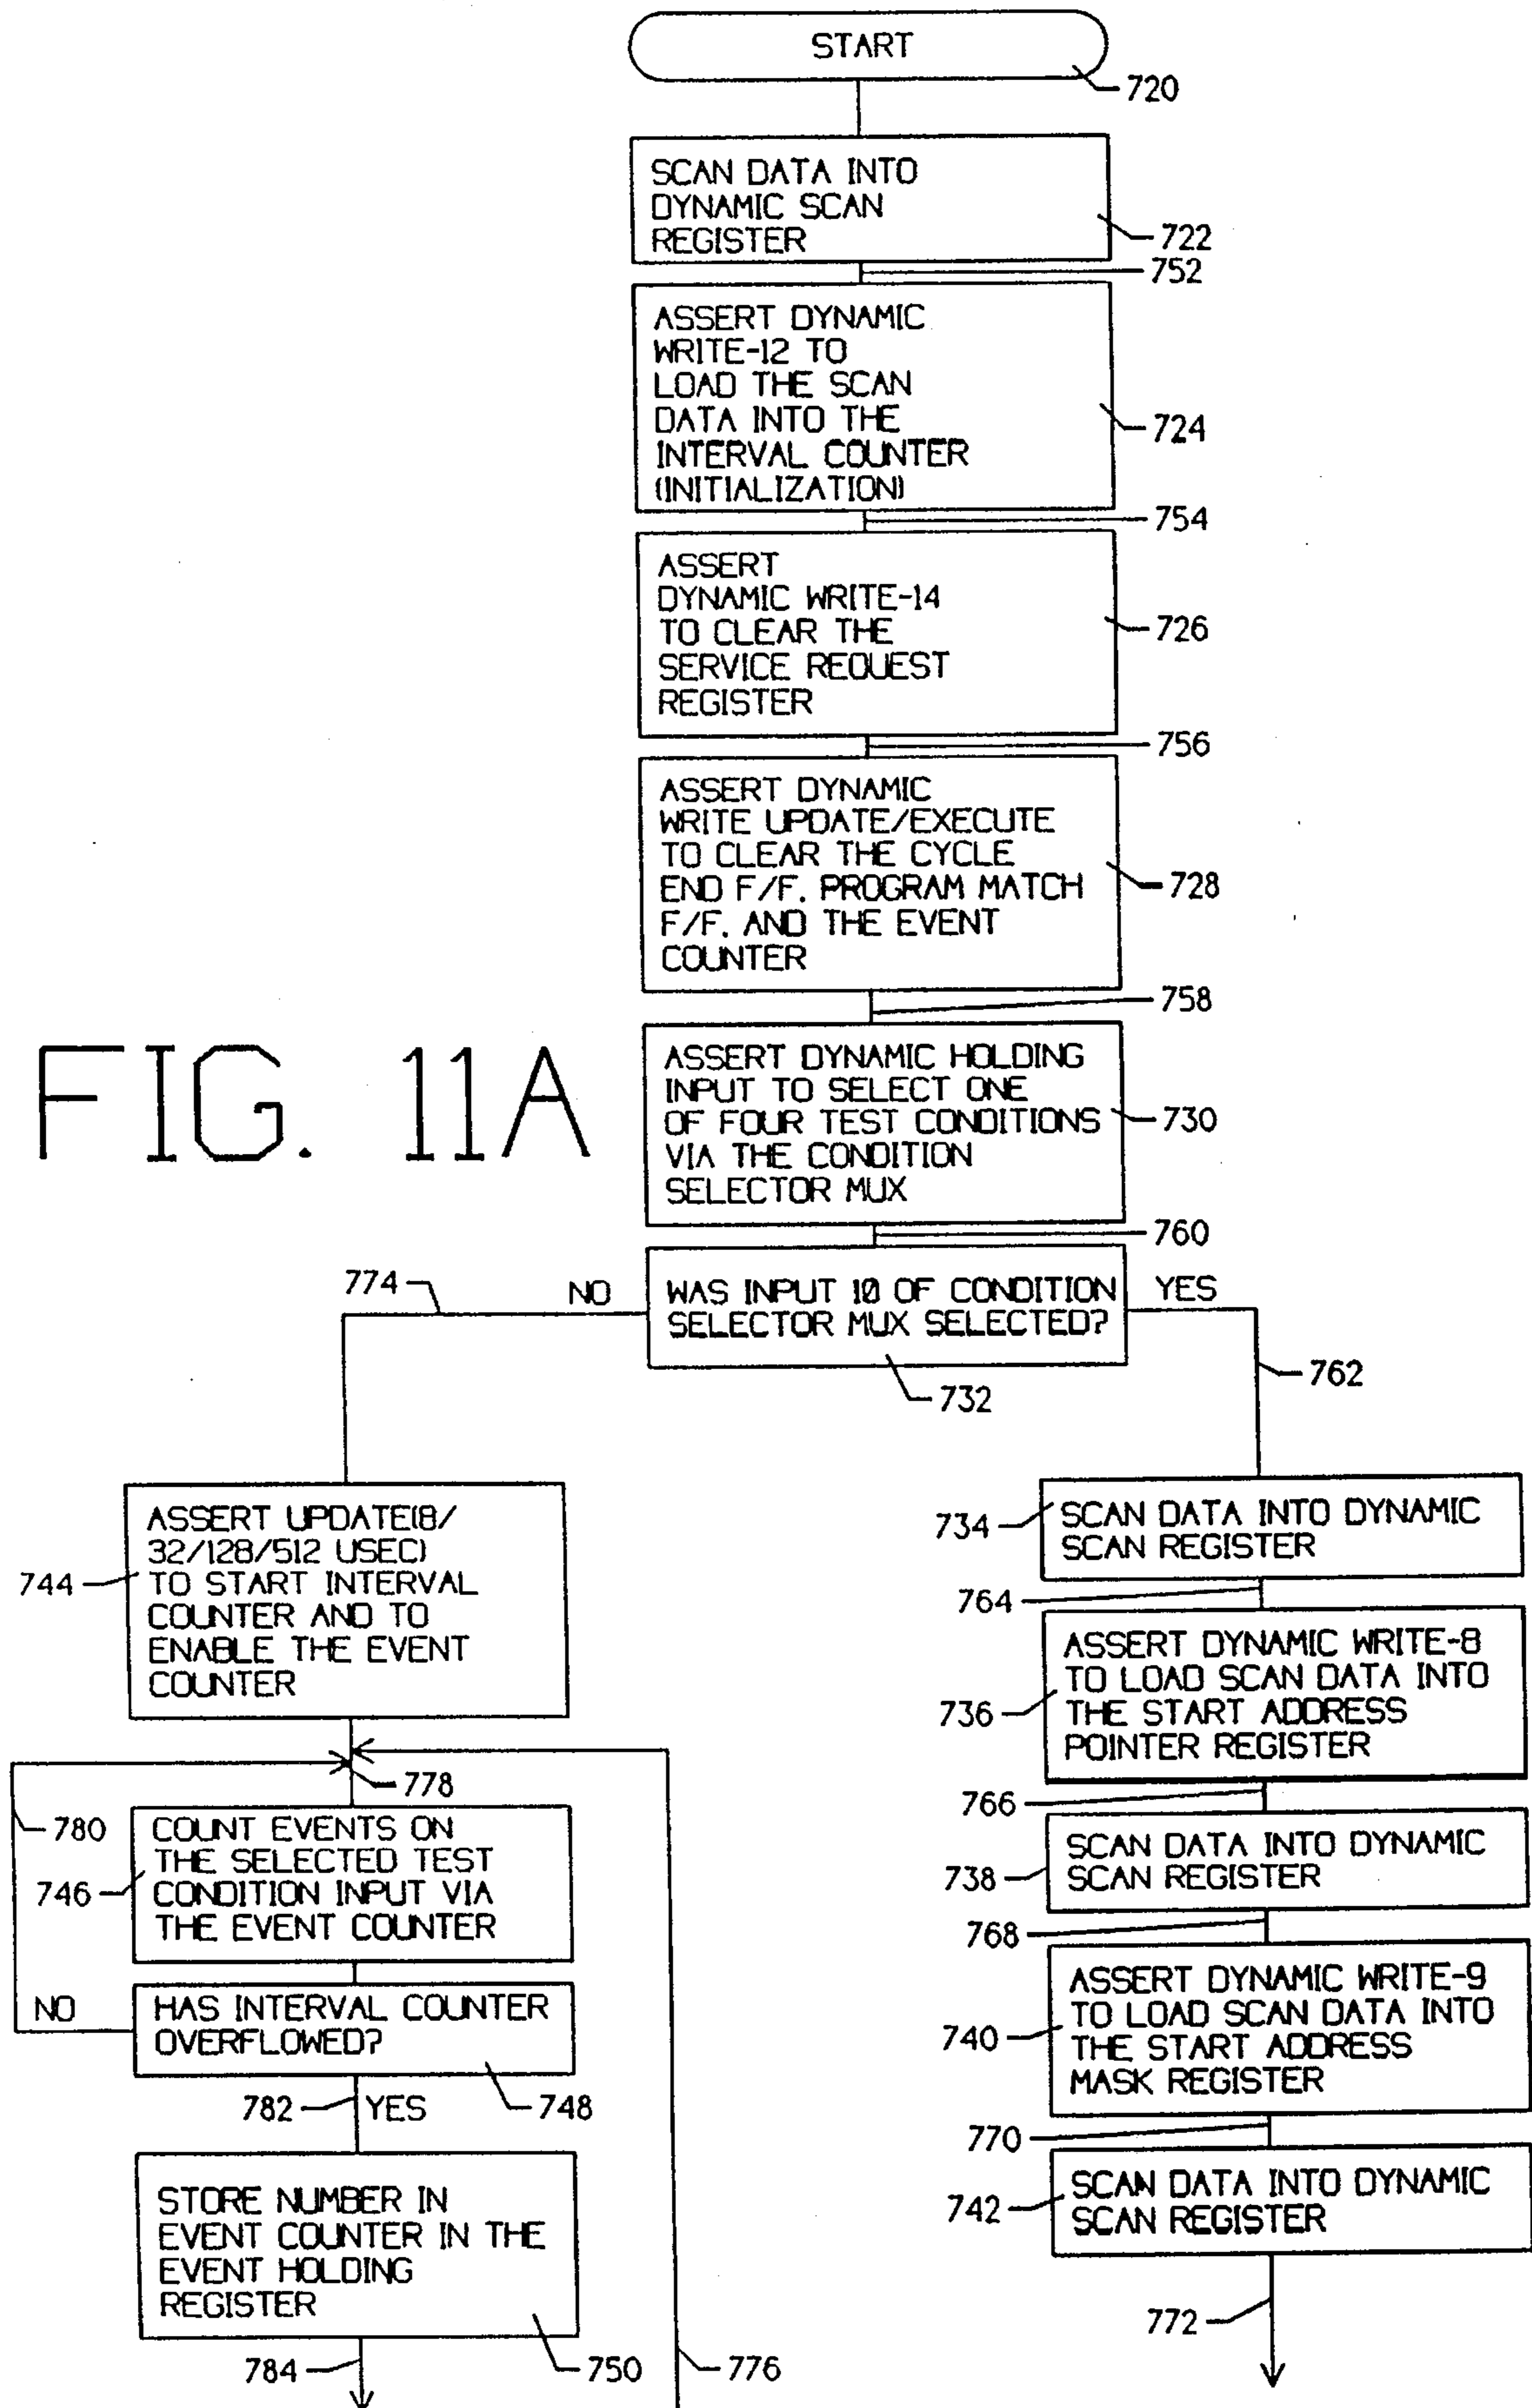 START
720
SCAN DATA INTO
DYNAMIC SCAN
REGISTER
722
752
ASSERT DYNAMIC
WRITE-12 TO
LOAD THE SCAN
DATA INTO THE
INTERVAL COUNTER
(INITIALIZATION)
724
754
ASSERT
DYNAMIC WRITE-14
TO CLEAR THE
SERVICE REQUEST
REGISTER
726
756
ASSERT DYNAMIC
WRITE UPDATE/EXECUTE
TO CLEAR THE CYCLE
END F/F. PROGRAM MATCH
F/F. AND THE EVENT
COUNTER
728
758
FIG. 11A
ASSERT DYNAMIC HOLDING
INPUT TO SELECT ONE
OF FOUR TEST CONDITIONS
VIA THE CONDITION
SELECTOR MUX
730
760
774
NO
WAS INPUT 10 OF CONDITION
SELECTOR MUX SELECTED?
YES
732
762
ASSERT UPDATE(8/
32/128/512 USEC)
TO START INTERVAL
COUNTER AND TO
ENABLE THE EVENT
COUNTER
744
778
780
COUNT EVENTS ON
THE SELECTED TEST
CONDITION INPUT VIA
THE EVENT COUNTER
746
NO
HAS INTERVAL COUNTER
OVERFLOWED?
748
782
YES
STORE NUMBER IN
EVENT COUNTER IN THE
EVENT HOLDING
REGISTER
750
784
776
734
SCAN DATA INTO DYNAMIC
SCAN REGISTER
764
ASSERT DYNAMIC WRITE-8
TO LOAD SCAN DATA INTO
THE START ADDRESS
POINTER REGISTER
736
766
SCAN DATA INTO DYNAMIC
SCAN REGISTER
738
768
ASSERT DYNAMIC WRITE-9
TO LOAD SCAN DATA INTO
THE START ADDRESS
MASK REGISTER
740
770
SCAN DATA INTO DYNAMIC
SCAN REGISTER
742
772